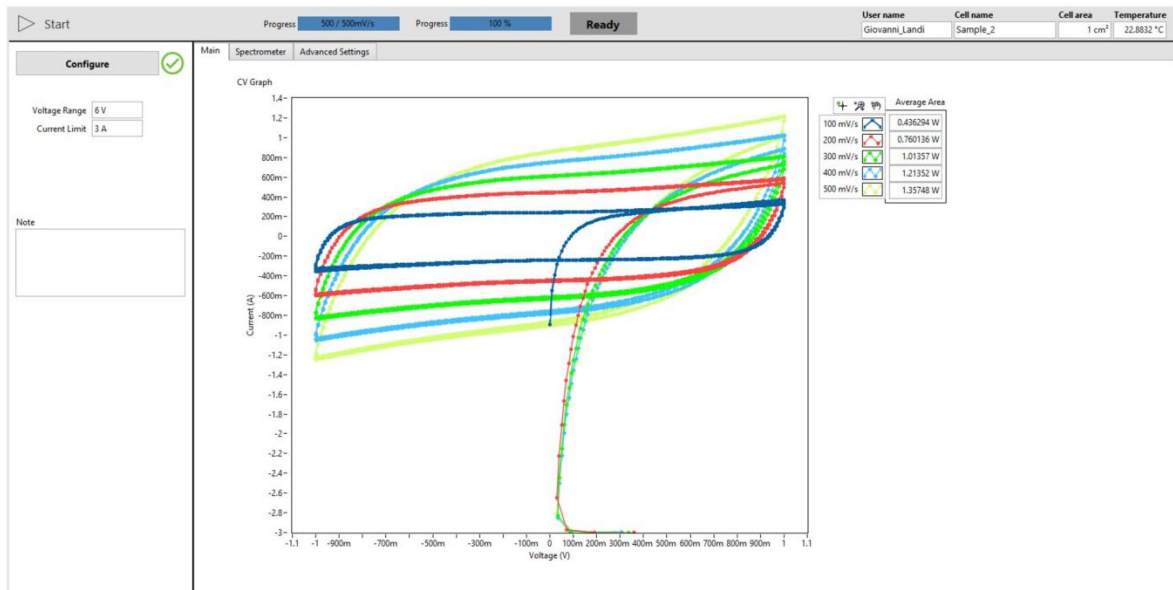 Start
Progress 500 / 500mV/s
Progress 100 %
Ready
User name
Giovanni_Landi
Cell name
Sample_2
Cell area
1 cm²
Temperature
22.8832 °C
Configure
Voltage Range 6 V
Current Limit 3 A
Note
Main Spectrometer Advanced Settings
CV Graph
Current (A)
1.4
1.2
1
800m
600m
400m
200m
0
-200m
-400m
-600m
-800m
-1
-1.2
-1.4
-1.6
-1.8
-2
-2.2
-2.4
-2.6
-2.8
-3
-1.1 -1 -900m -700m -500m -300m -200m 0 100m 200m 300m 400m 500m 600m 700m 800m 900m 1 1.1
Voltage (V)
Average Area
100 mV/s 0.436294 W
200 mV/s 0.760136 W
300 mV/s 1.01357 W
400 mV/s 1.21352 W
500 mV/s 1.35748 W